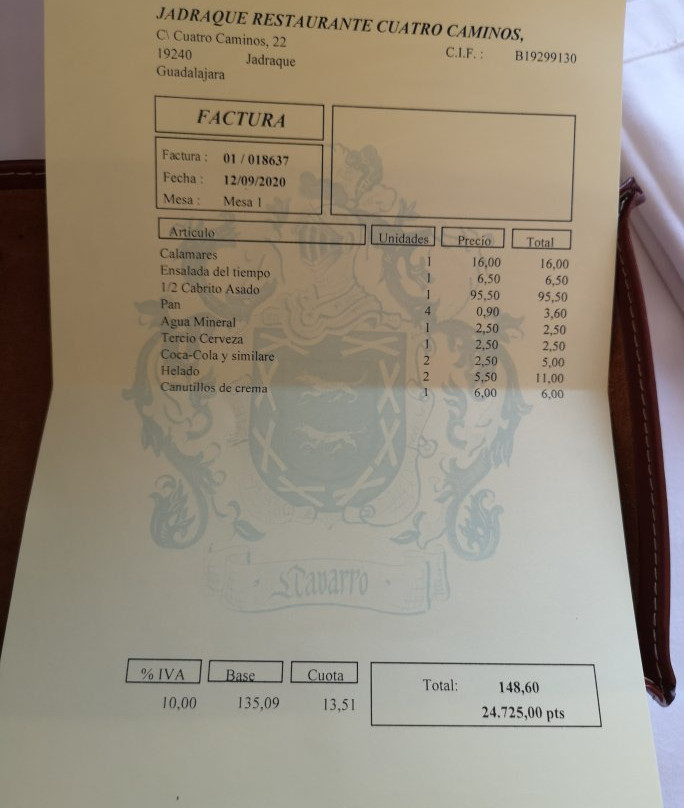 JADRAQUE RESTAURANTE CUATRO CAMINOS,
C\ Cuatro Caminos, 22
19240 Jadraque C.I.F. : B19299130
Guadalajara
FACTURA
Factura : 01 / 018637
Fecha : 12/09/2020
Mesa : Mesa 1
Artículo Unidades Precio Total
Calamares 1 16,00 16,00
Ensalada del tiempo 1 6,50 6,50
1/2 Cabrito Asado 1 95,50 95,50
Pan 4 0,90 3,60
Agua Mineral 1 2,50 2,50
Tercio Cerveza 1 2,50 2,50
Coca-Cola y similare 2 2,50 5,00
Helado 2 5,50 11,00
Canutillos de crema 1 6,00 6,00
Navarro
% IVA Base Cuota
10,00 135,09 13,51
Total: 148,60
24.725,00 pts